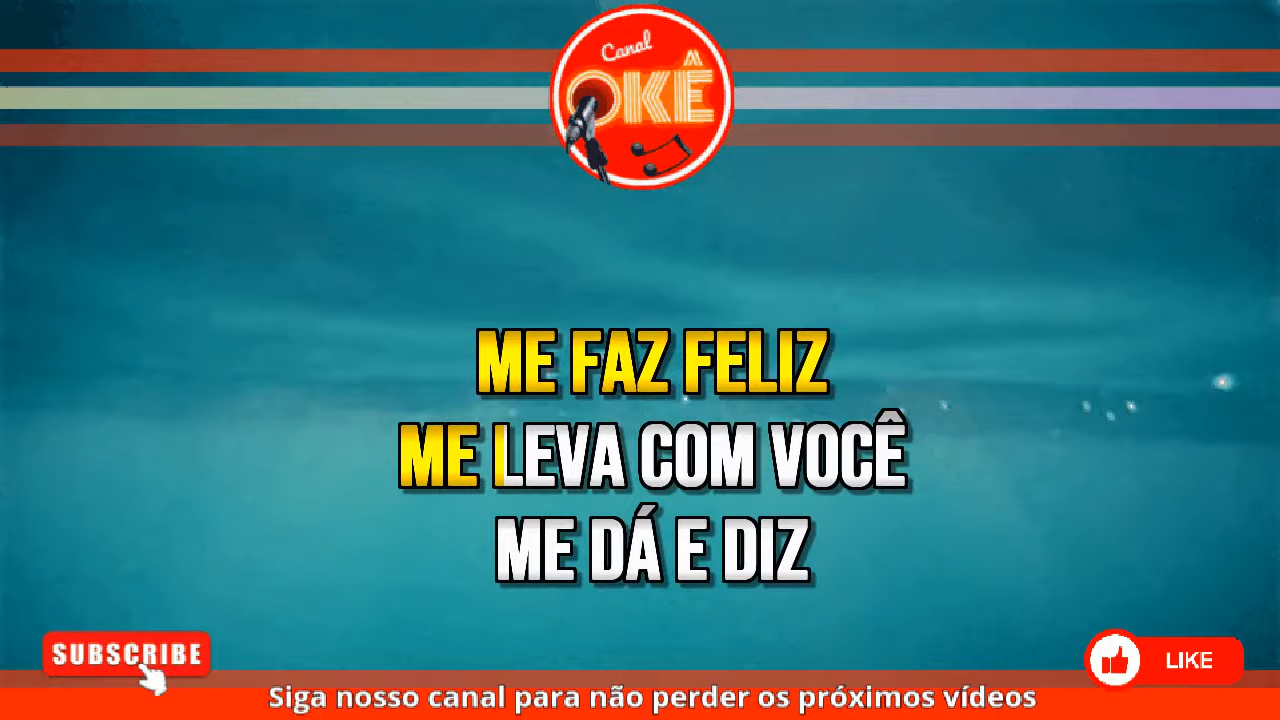 Canal
OKÊ
ME FAZ FELIZ
ME LEVA COM VOCÊ
ME DÁ E DIZ
SUBSCRIBE
LIKE
Siga nosso canal para não perder os próximos vídeos